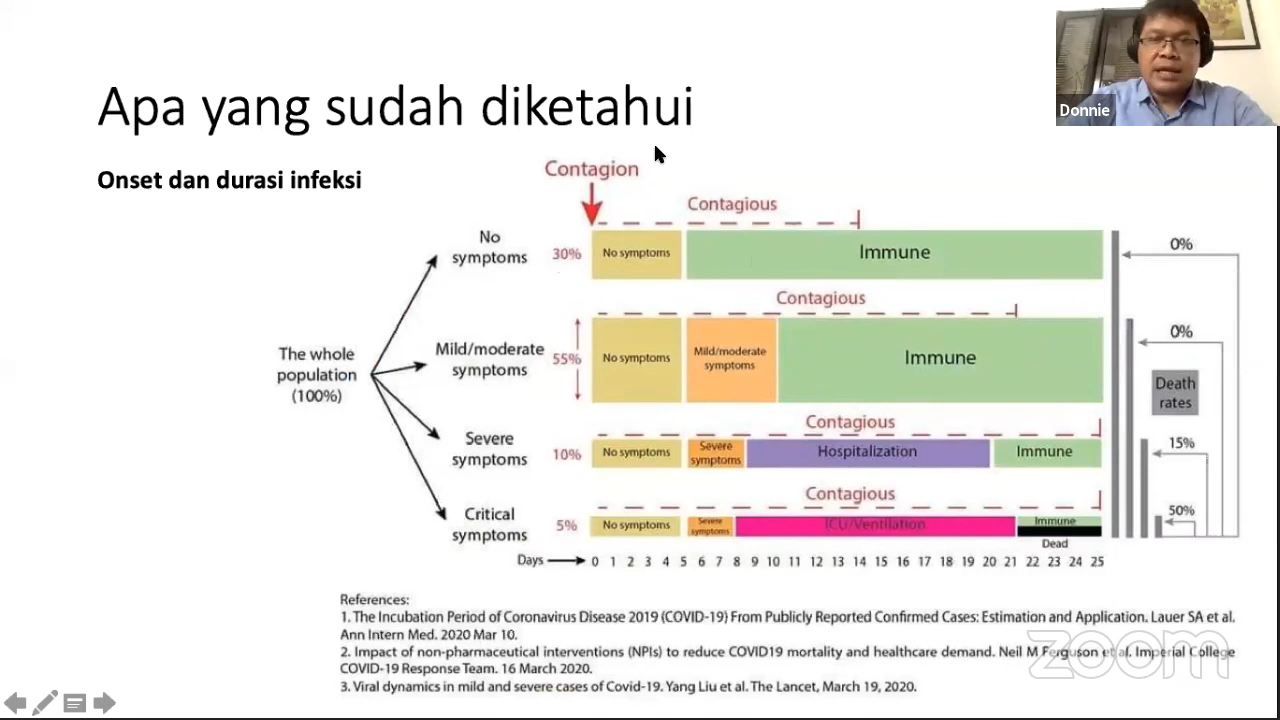 Apa yang sudah diketahui
Donnie
Onset dan durasi infeksi
Contagion
Contagious
No
symptoms
30%
No symptoms
Immune
0%
Contagious
The whole
population
(100%)
Mild/moderate
symptoms
55%
No symptoms
Mild/moderate
symptoms
Immune
0%
Death
rates
Contagious
Severe
symptoms
10%
No symptoms
Severe
symptoms
Hospitalization
Immune
15%
Contagious
Critical
symptoms
5%
No symptoms
Severe
symptoms
ICU/Ventilation
Immune
Dead
50%
Days 0 1 2 3 4 5 6 7 8 9 10 11 12 13 14 15 16 17 18 19 20 21 22 23 24 25
References:
1. The Incubation Period of Coronavirus Disease 2019 (COVID-19) From Publicly Reported Confirmed Cases: Estimation and Application. Lauer SA et al.
Ann Intern Med. 2020 Mar 10.
2. Impact of non-pharmaceutical interventions (NPIs) to reduce COVID19 mortality and healthcare demand. Neil M Ferguson et al. Imperial College
COVID-19 Response Team. 16 March 2020.
3. Viral dynamics in mild and severe cases of Covid-19. Yang Liu et al. The Lancet, March 19, 2020.
zoom